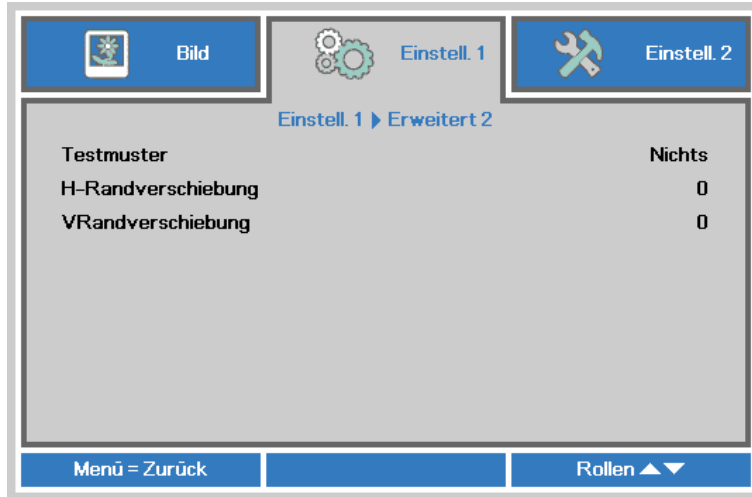 Bild
Einstell. 1
Einstell. 2
Einstell. 1 ▶ Erweitert 2
Testmuster Nichts
H-Randverschiebung 0
VRandverschiebung 0
Menü = Zurück
Rollen ▲▼